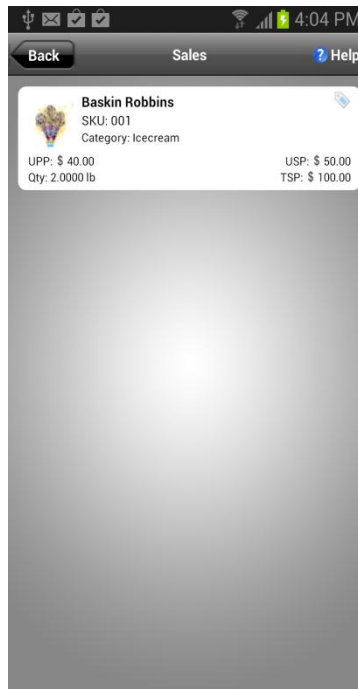 4:04 PM
Back
Sales
? Help
Baskin Robbins
SKU: 001
Category: Icecream
UPP: $ 40.00
USP: $ 50.00
Qty: 2.0000 lb
TSP: $ 100.00